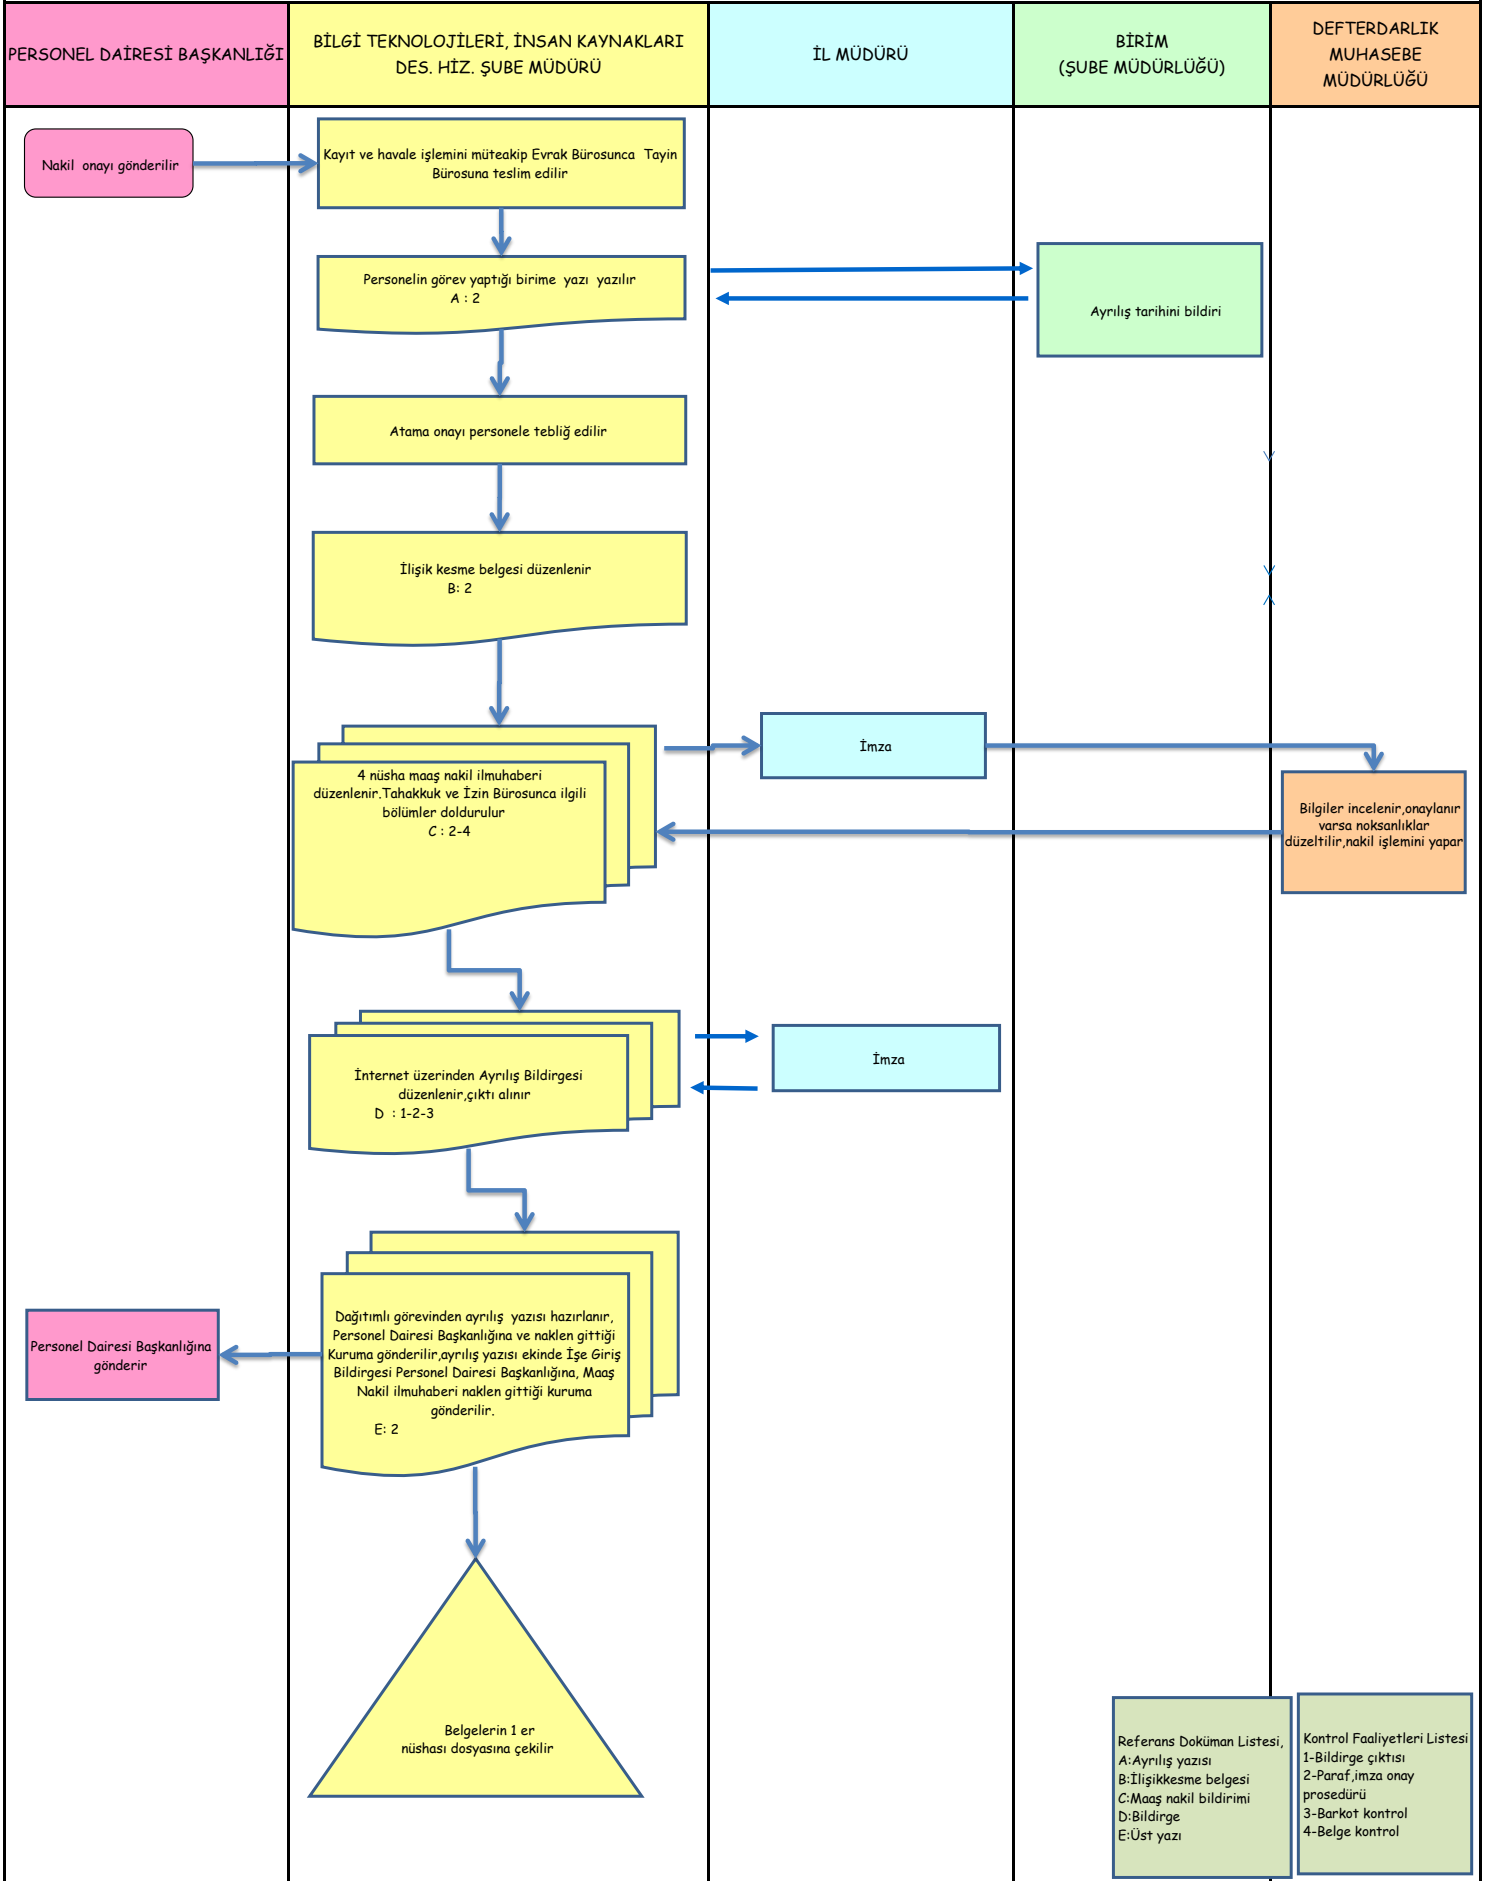 PERSONEL DAİRESİ BAŞKANLIĞI
BİLGİ TEKNOLOJİLERİ, İNSAN KAYNAKLARI
DES. HİZ. ŞUBE MÜDÜRÜ
İL MÜDÜRÜ
BİRİM
(ŞUBE MÜDÜRLÜĞÜ)
DEFTERDARLIK
MUHASEBE
MÜDÜRLÜĞÜ
Nakil onayı gönderilir
Kayıt ve havale işlemini müteakip Evrak Bürosunca Tayin
Bürosuna teslim edilir
Personelin görev yaptığı birime yazı yazılır
A : 2
Ayrılış tarihini bildiri
Atama onayı personele tebliğ edilir
İlişik kesme belgesi düzenlenir
B: 2
4 nüsha maaş nakil ilmuhaberi
düzenlenir.Tahakkuk ve İzin Bürosunca ilgili
bölümler doldurulur
C : 2-4
İmza
Bilgiler incelenir,onaylanır
varsa noksanlıklar
düzeltilir,nakil işlemini yapar
İnternet üzerinden Ayrılış Bildirgesi
düzenlenir,çıktı alınır
D : 1-2-3
İmza
Dağıtımlı görevinden ayrılış yazısı hazırlanır,
Personel Dairesi Başkanlığına ve naklen gittiği
Kuruma gönderilir,ayrılış yazısı ekinde İşe Giriş
Bildirgesi Personel Dairesi Başkanlığına, Maaş
Nakil ilmuhaberi naklen gittiği kuruma
gönderilir.
E: 2
Personel Dairesi Başkanlığına
gönderir
Belgelerin 1 er
nüshası dosyasına çekilir
Referans Doküman Listesi,
A:Ayrılış yazısı
B:İlişikkesme belgesi
C:Maaş nakil bildirimi
D:Bildirge
E:Üst yazı
Kontrol Faaliyetleri Listesi
1-Bildirge çıktısı
2-Paraf,imza onay
prosedürü
3-Barkot kontrol
4-Belge kontrol